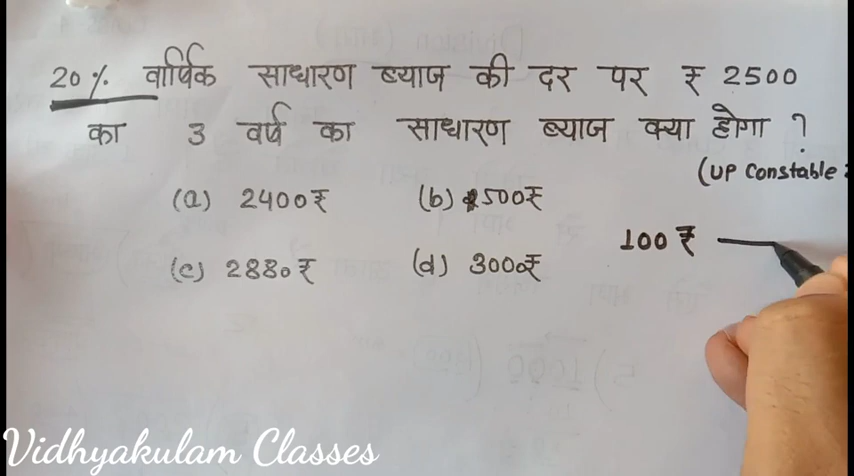 20% वार्षिक साधारण ब्याज की दर पर ₹ 2500
का 3 वर्ष का साधारण ब्याज क्या होगा ?
(UP Constable
(a) 2400₹ (b) 1500₹
100₹ —
(c) 2880₹ (d) 3000₹
Vidhyakulam Classes